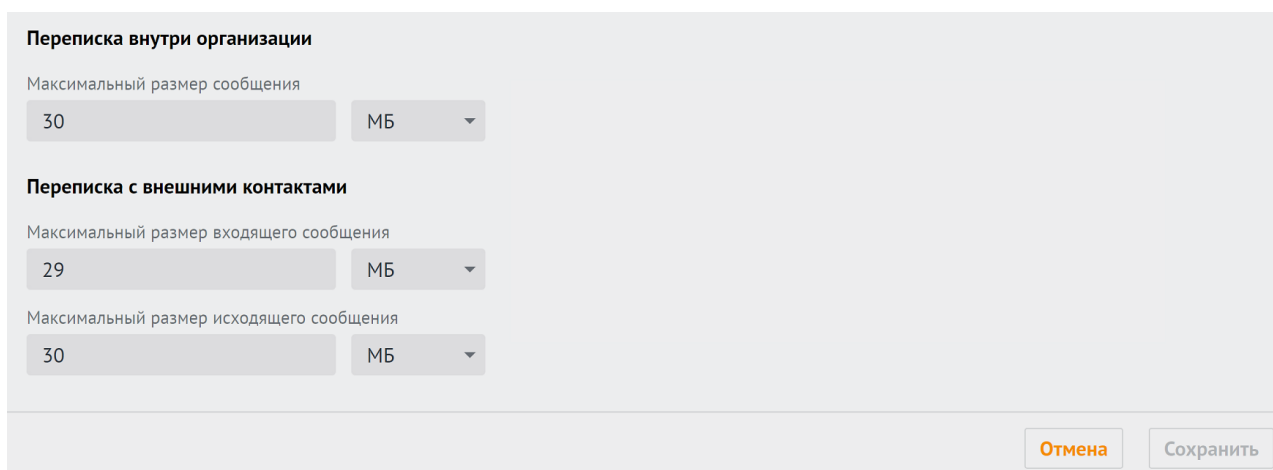 Переписка внутри организации
Максимальный размер сообщения
30 МБ
Переписка с внешними контактами
Максимальный размер входящего сообщения
29 МБ
Максимальный размер исходящего сообщения
30 МБ
Отмена Сохранить